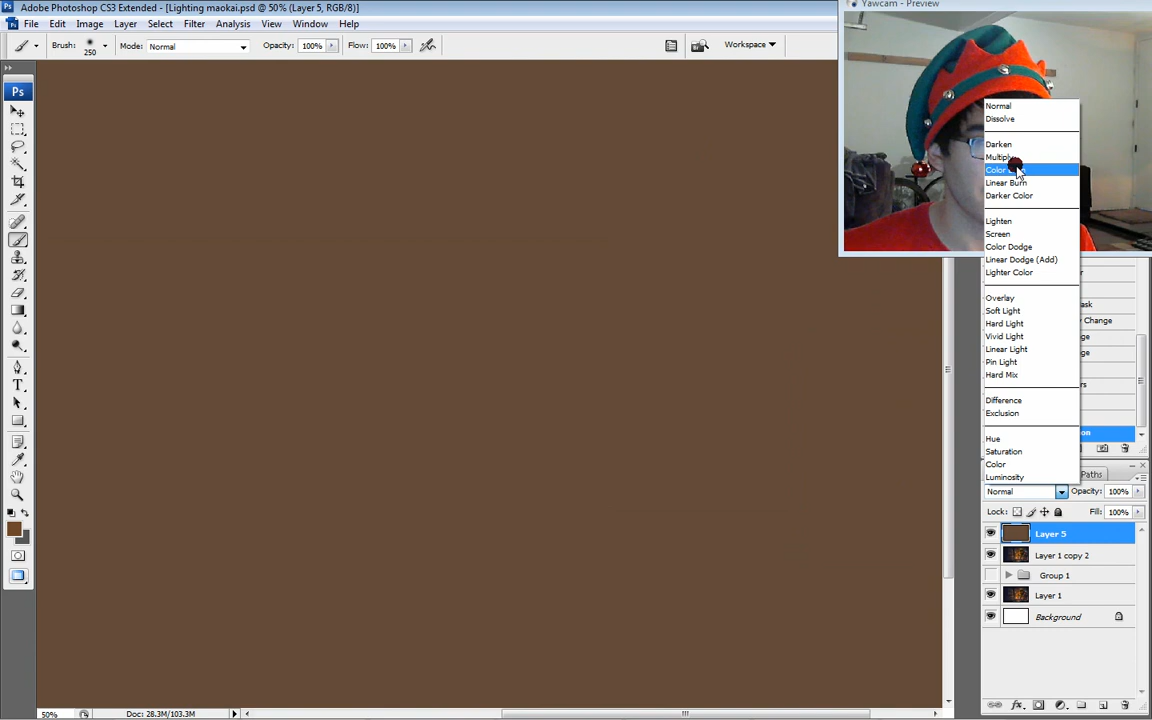 Yawcam - Preview
Adobe Photoshop CS3 Extended - [Lighting maokai.psd @ 50% (Layer 5, RGB/8)]
File Edit Image Layer Select Filter Analysis View Window Help
Brush: 250 Mode: Normal Opacity: 100% Flow: 100% Workspace
Ps
Normal
Dissolve
Darken
Multiply
Color
Linear Burn
Darker Color
Lighten
Screen
Color Dodge
Linear Dodge (Add)
Lighter Color
Overlay
Soft Light
Hard Light
Vivid Light
Linear Light
Pin Light
Hard Mix
Difference
Exclusion
Hue
Saturation
Color
Luminosity
Change
Paths
Normal Opacity: 100%
Lock: Fill: 100%
Layer 5
Layer 1 copy 2
Group 1
Layer 1
Background
T
50% Doc: 28.3M/103.3M
fx